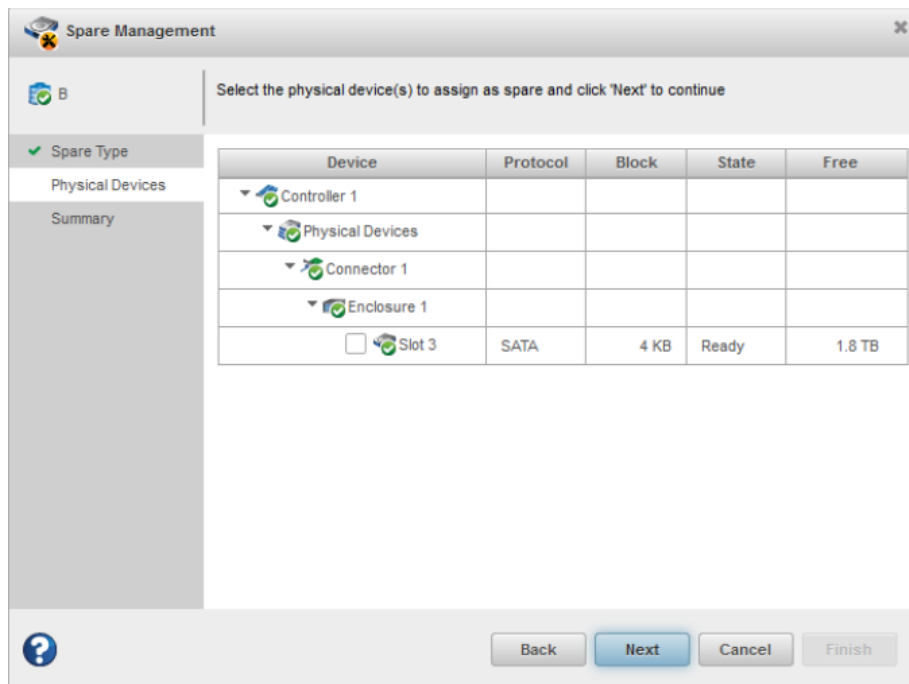 Spare Management
B
Select the physical device(s) to assign as spare and click 'Next' to continue
Spare Type
Physical Devices
Summary
Device Protocol Block State Free
Controller 1
Physical Devices
Connector 1
Enclosure 1
Slot 3 SATA 4 KB Ready 1.8 TB
? Back Next Cancel Finish